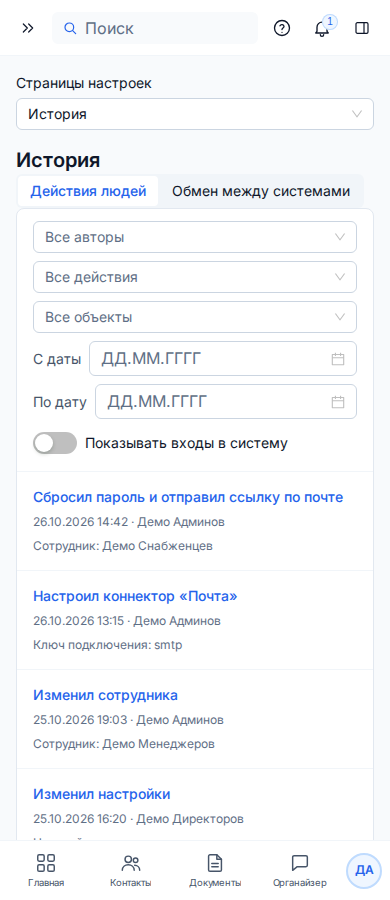 Поиск
1
Страницы настроек
История
История
Действия людей
Обмен между системами
Все авторы
Все действия
Все объекты
С даты ДД.ММ.ГГГГ
По дату ДД.ММ.ГГГГ
Показывать входы в систему
Сбросил пароль и отправил ссылку по почте
26.10.2026 14:42 · Демо Админов
Сотрудник: Демо Снабженцев
Настроил коннектор «Почта»
26.10.2026 13:15 · Демо Админов
Ключ подключения: smtp
Изменил сотрудника
25.10.2026 19:03 · Демо Админов
Сотрудник: Демо Менеджеров
Изменил настройки
25.10.2026 16:20 · Демо Директоров
Главная
Контакты
Документы
Органайзер
ДА